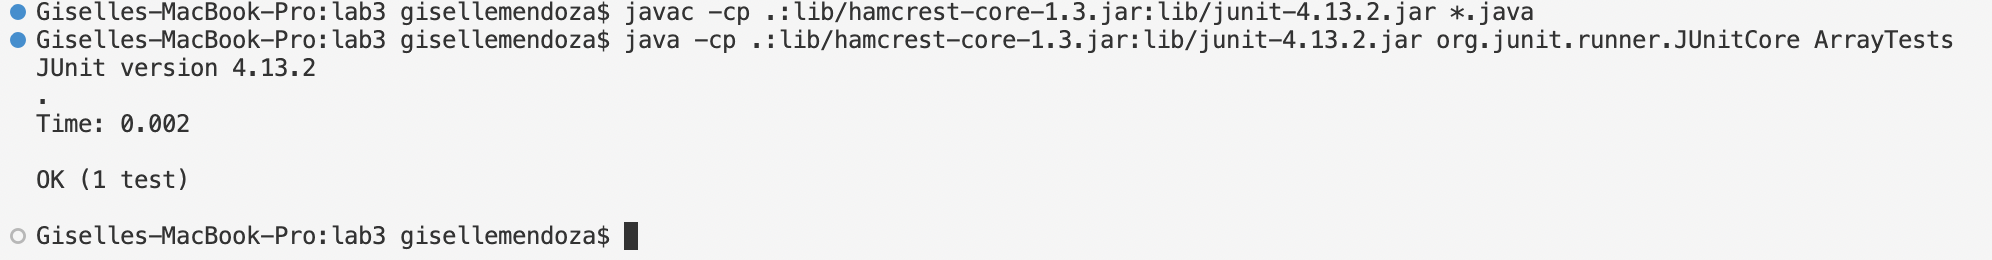 Giselles-MacBook-Pro:lab3 gisellemendoza$ javac -cp .:lib/hamcrest-core-1.3.jar:lib/junit-4.13.2.jar *.java
Giselles-MacBook-Pro:lab3 gisellemendoza$ java -cp .:lib/hamcrest-core-1.3.jar:lib/junit-4.13.2.jar org.junit.runner.JUnitCore ArrayTests
JUnit version 4.13.2
.
Time: 0.002
OK (1 test)
Giselles-MacBook-Pro:lab3 gisellemendoza$